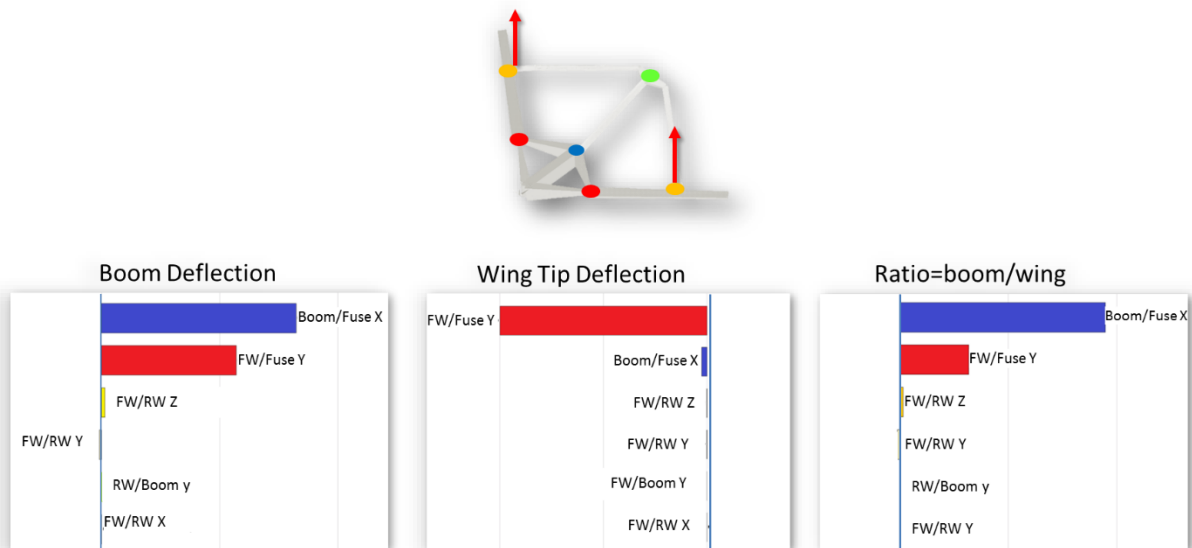 Boom Deflection
Boom/Fuse X
FW/Fuse Y
FW/RW Z
FW/RW Y
RW/Boom y
FW/RW X
Wing Tip Deflection
FW/Fuse Y
Boom/Fuse X
FW/RW Z
FW/RW Y
FW/Boom Y
FW/RW X
Ratio=boom/wing
Boom/Fuse X
FW/Fuse Y
FW/RW Z
FW/RW Y
RW/Boom y
FW/RW Y